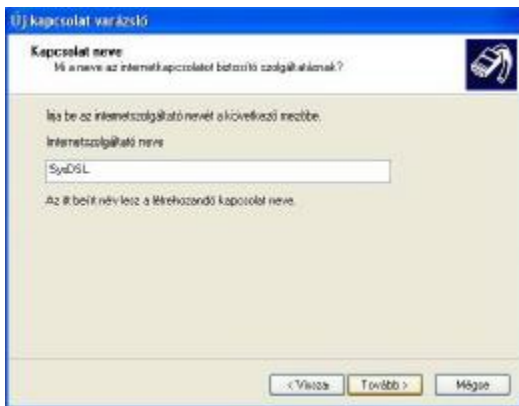 Új kapcsolat varázsló
Kapcsolat neve
Mi a neve az internetkapcsolatot biztosító szolgáltatásnak?
Írja be az internetszolgáltató nevét a következő mezőbe.
Internetszolgáltató neve
SysDSL
Az itt beírt név lesz a létrehozandó kapcsolat neve.
< Vissza
Tovább >
Mégse